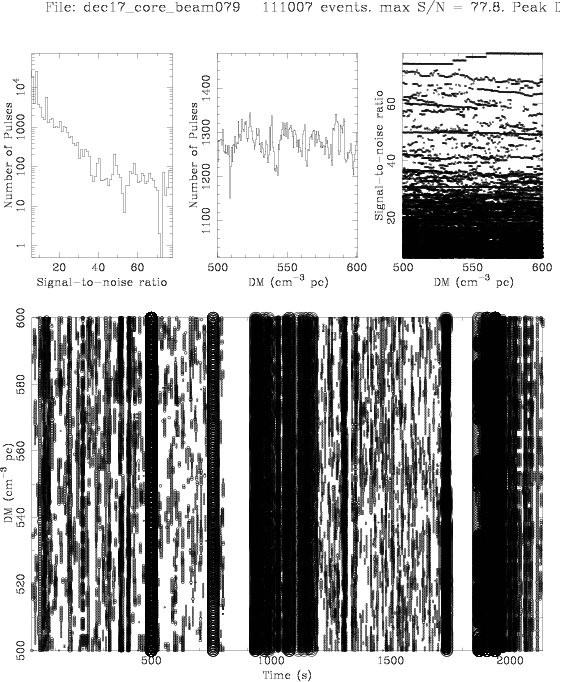 File: dec17_core_beam079 111007 events. max S/N = 77.8. Peak D
Number of Pulses
1 10 100 1000 10⁴
20 40 60
Signal-to-noise ratio
Number of Pulses
1100 1200 1300 1400
500 550 600
DM (cm⁻³ pc)
Signal-to-noise ratio
20 40 60
500 550 600
DM (cm⁻³ pc)
DM (cm⁻³ pc)
500 520 540 560 580 600
500 1000 1500 2000
Time (s)